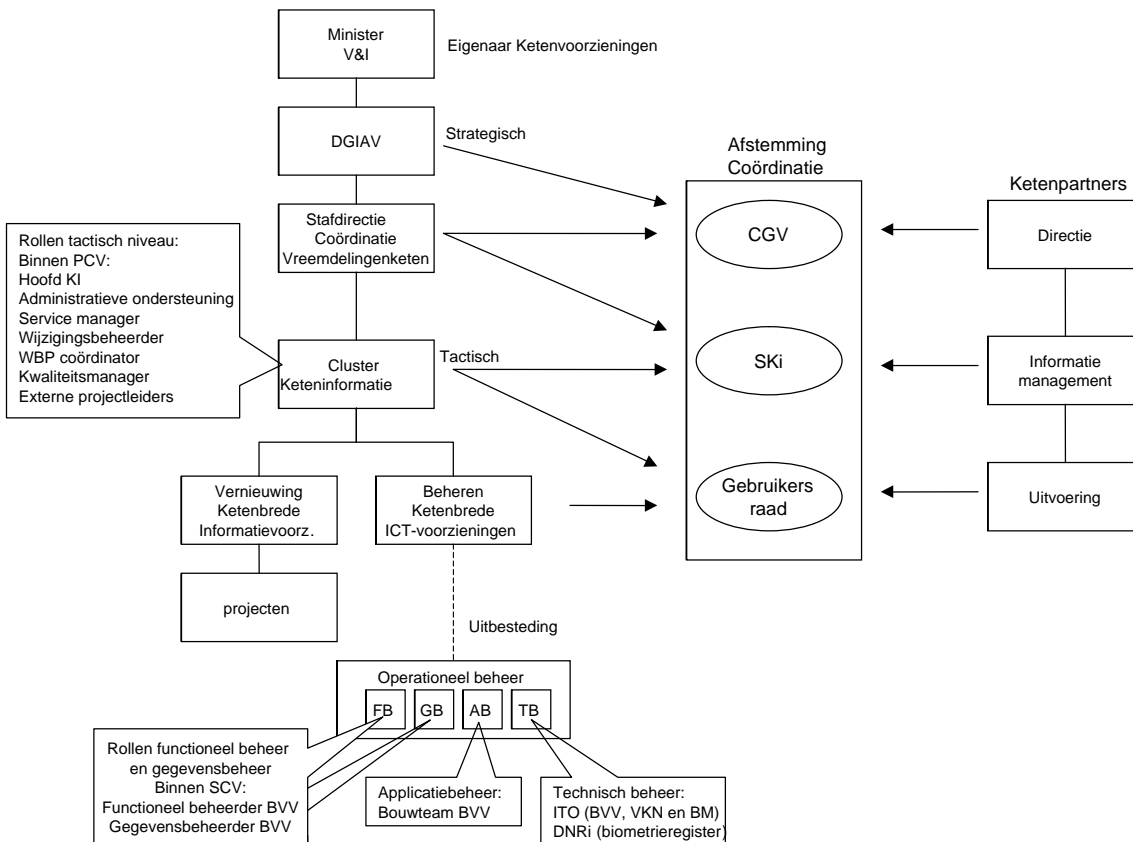 Minister
V&I
Eigenaar Ketenvoorzieningen
DGIAV
Strategisch
Afstemming
Coördinatie
Ketenpartners
Stafdirectie
Coördinatie
Vreemdelingenketen
CGV
Directie
Rollen tactisch niveau:
Binnen PCV:
Hoofd KI
Administratieve ondersteuning
Service manager
Wijzigingsbeheerder
WBP coördinator
Kwaliteitsmanager
Externe projectleiders
Cluster
Keteninformatie
Tactisch
SKi
Informatie
management
Vernieuwing
Ketenbrede
Informatievoorz.
Beheren
Ketenbrede
ICT-voorzieningen
Gebruikers
raad
Uitvoering
projecten
Uitbesteding
Operationeel beheer
FB
GB
AB
TB
Rollen functioneel beheer
en gegevensbeheer
Binnen SCV:
Functioneel beheerder BVV
Gegevensbeheerder BVV
Applicatiebeheer:
Bouwteam BVV
Technisch beheer:
ITO (BVV, VKN en BM)
DNRi (biometrieregister)